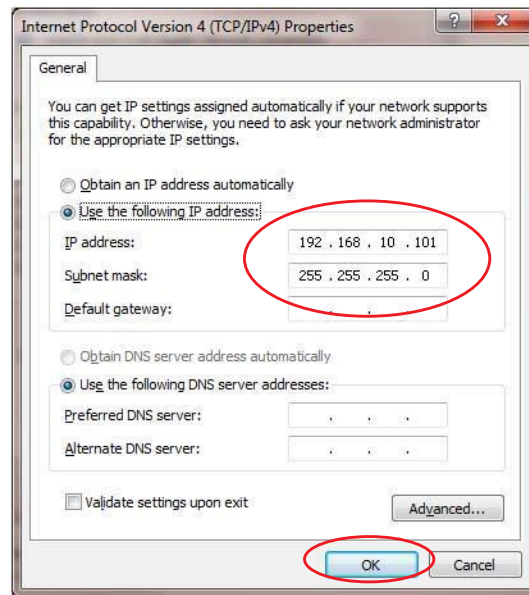 Internet Protocol Version 4 (TCP/IPv4) Properties
?
General
You can get IP settings assigned automatically if your network supports
this capability. Otherwise, you need to ask your network administrator
for the appropriate IP settings.
Obtain an IP address automatically
Use the following IP address:
IP address: 192 . 168 . 10 . 101
Subnet mask: 255 . 255 . 255 . 0
Default gateway: . . .
Obtain DNS server address automatically
Use the following DNS server addresses:
Preferred DNS server: . . .
Alternate DNS server: . . .
Validate settings upon exit
Advanced...
OK Cancel